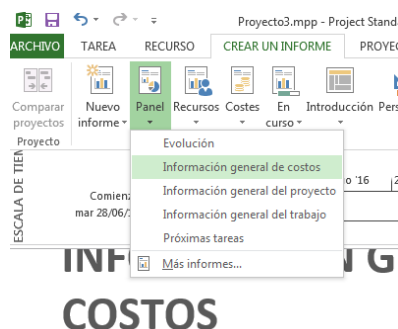 Proyecto3.mpp - Project Stand
ARCHIVO TAREA RECURSO CREAR UN INFORME PROYEC
Comparar proyectos
Nuevo informe
Panel
Recursos
Costes
En curso
Introducción
Pers
Proyecto
Evolución
Información general de costos
Información general del proyecto
Información general del trabajo
Próximas tareas
Más informes...
ESCALA DE TIEN
Comienz
mar 28/06/
o '16
COSTOS